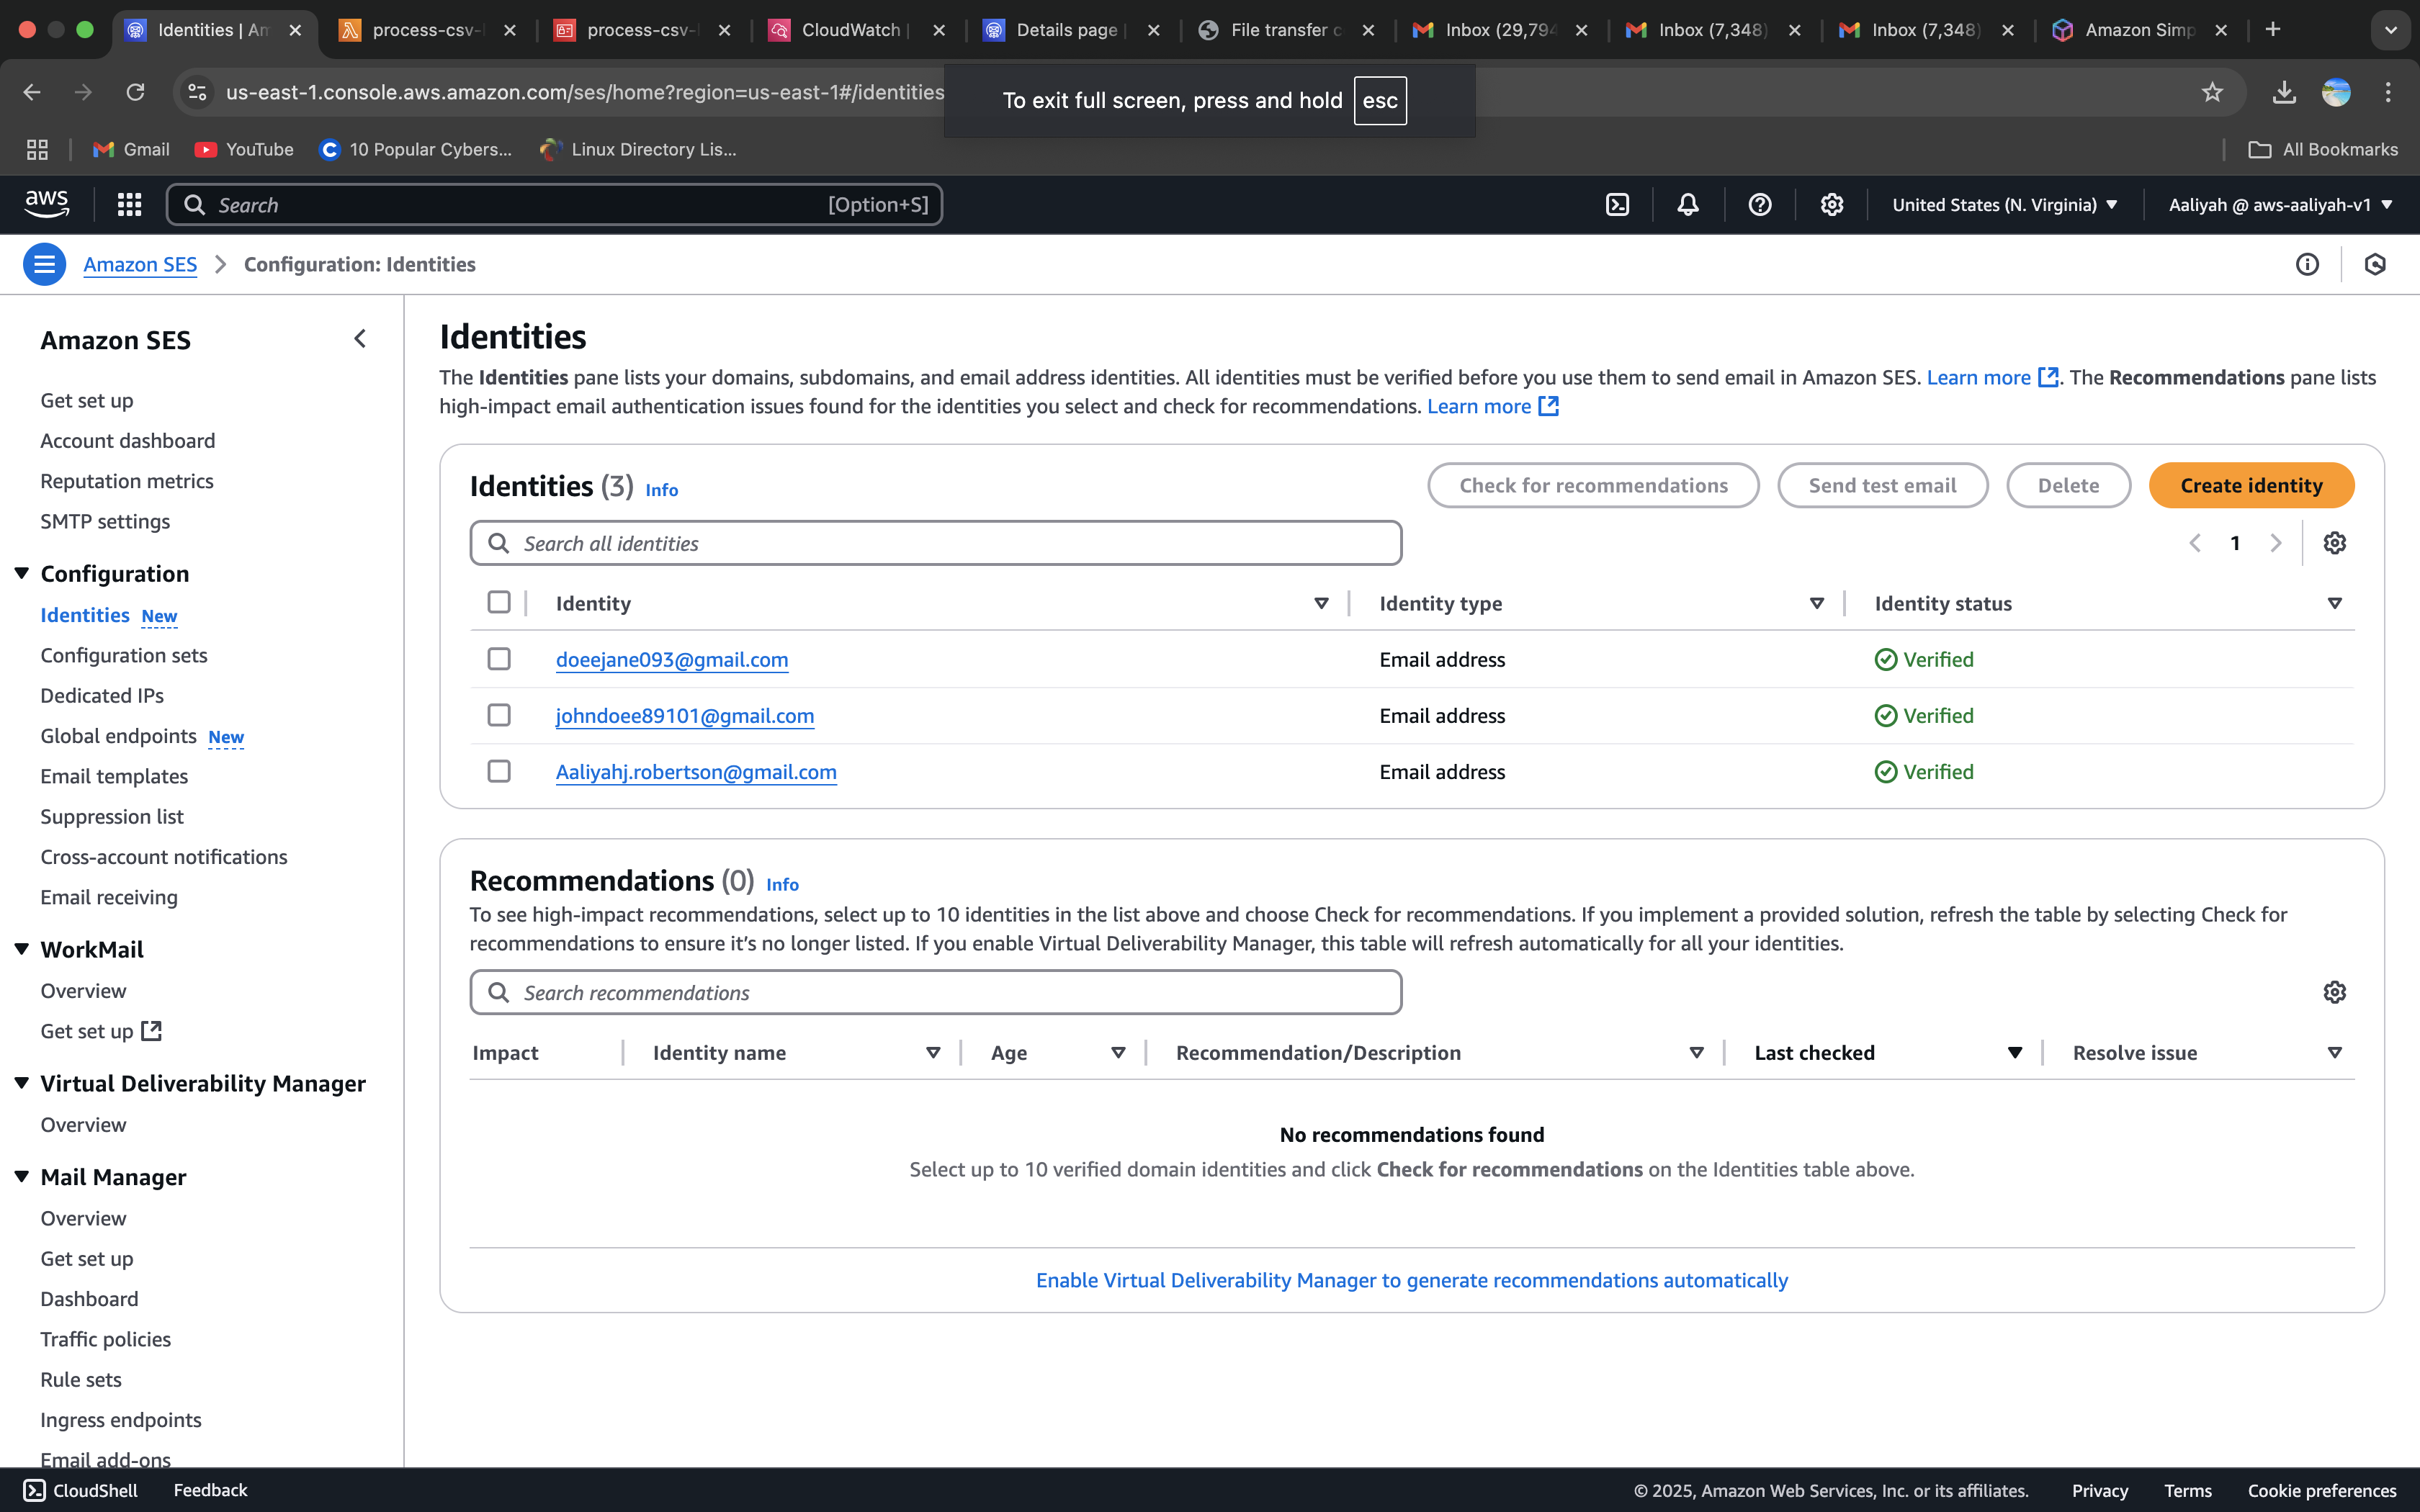 Identities | Am
process-csv-
process-csv-
CloudWatch |
Details page |
File transfer c
Inbox (29,794
Inbox (7,348)
Inbox (7,348)
Amazon Simp
us-east-1.console.aws.amazon.com/ses/home?region=us-east-1#/identities
To exit full screen, press and hold esc
Gmail
YouTube
10 Popular Cybers...
Linux Directory Lis...
All Bookmarks
aws
Search
[Option+S]
United States (N. Virginia)
Aaliyah @ aws-aaliyah-v1
Amazon SES
Configuration: Identities
Amazon SES
Get set up
Account dashboard
Reputation metrics
SMTP settings
Configuration
Identities New
Configuration sets
Dedicated IPs
Global endpoints New
Email templates
Suppression list
Cross-account notifications
Email receiving
WorkMail
Overview
Get set up
Virtual Deliverability Manager
Overview
Mail Manager
Overview
Get set up
Dashboard
Traffic policies
Rule sets
Ingress endpoints
Email add-ons
Identities
The Identities pane lists your domains, subdomains, and email address identities. All identities must be verified before you use them to send email in Amazon SES. Learn more. The Recommendations pane lists
high-impact email authentication issues found for the identities you select and check for recommendations. Learn more
Identities (3) Info
Check for recommendations
Send test email
Delete
Create identity
Search all identities
1
Identity
Identity type
Identity status
doeejane093@gmail.com Email address Verified
johndoee89101@gmail.com Email address Verified
Aaliyahj.robertson@gmail.com Email address Verified
Recommendations (0) Info
To see high-impact recommendations, select up to 10 identities in the list above and choose Check for recommendations. If you implement a provided solution, refresh the table by selecting Check for
recommendations to ensure it's no longer listed. If you enable Virtual Deliverability Manager, this table will refresh automatically for all your identities.
Search recommendations
Impact
Identity name
Age
Recommendation/Description
Last checked
Resolve issue
No recommendations found
Select up to 10 verified domain identities and click Check for recommendations on the Identities table above.
Enable Virtual Deliverability Manager to generate recommendations automatically
CloudShell
Feedback
© 2025, Amazon Web Services, Inc. or its affiliates.
Privacy
Terms
Cookie preferences